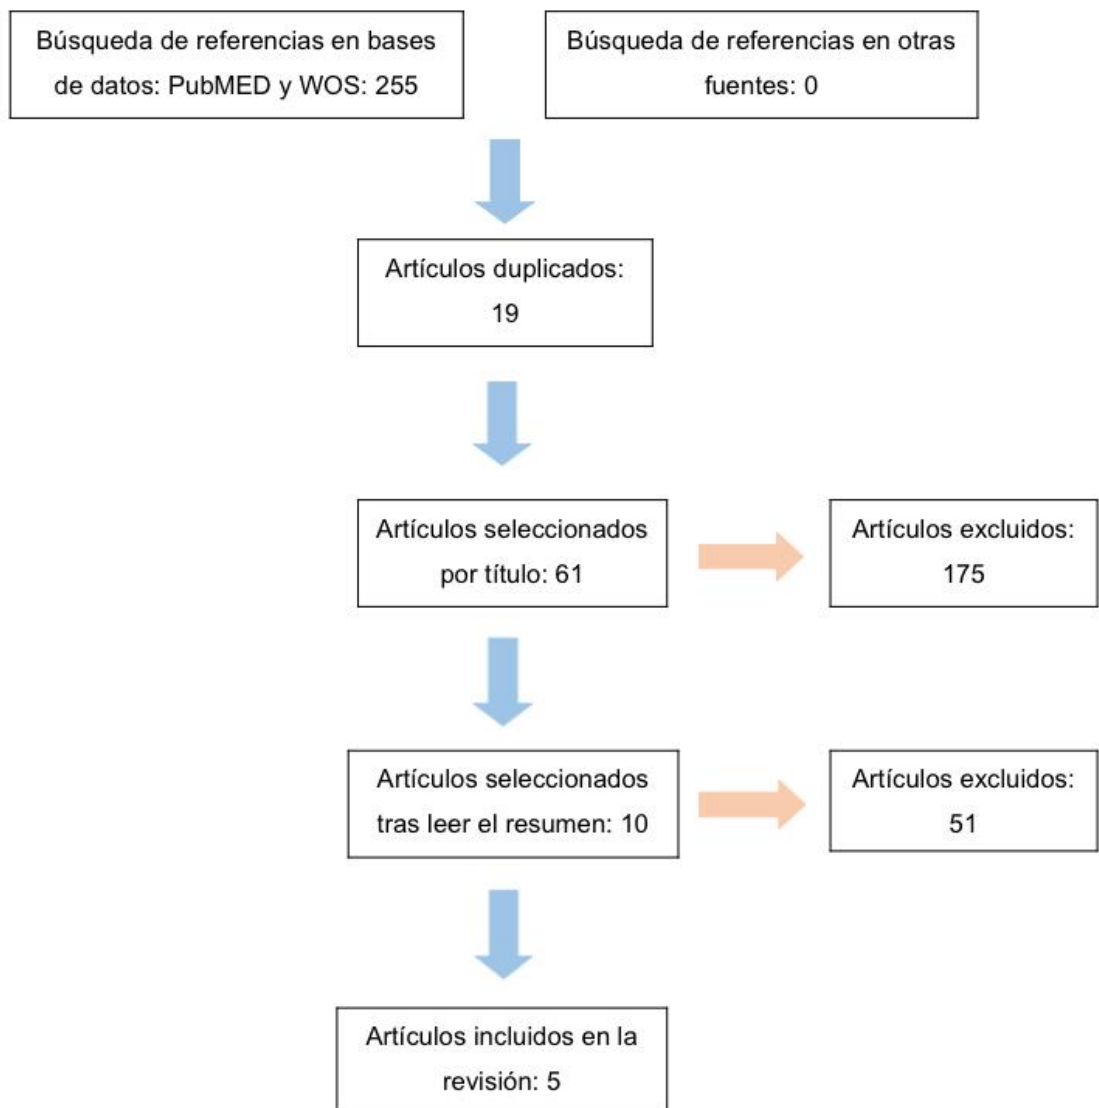 Búsqueda de referencias en bases
de datos: PubMED y WOS: 255
Búsqueda de referencias en otras
fuentes: 0
Artículos duplicados:
19
Artículos seleccionados
por título: 61
Artículos excluidos:
175
Artículos seleccionados
tras leer el resumen: 10
Artículos excluidos:
51
Artículos incluidos en la
revisión: 5